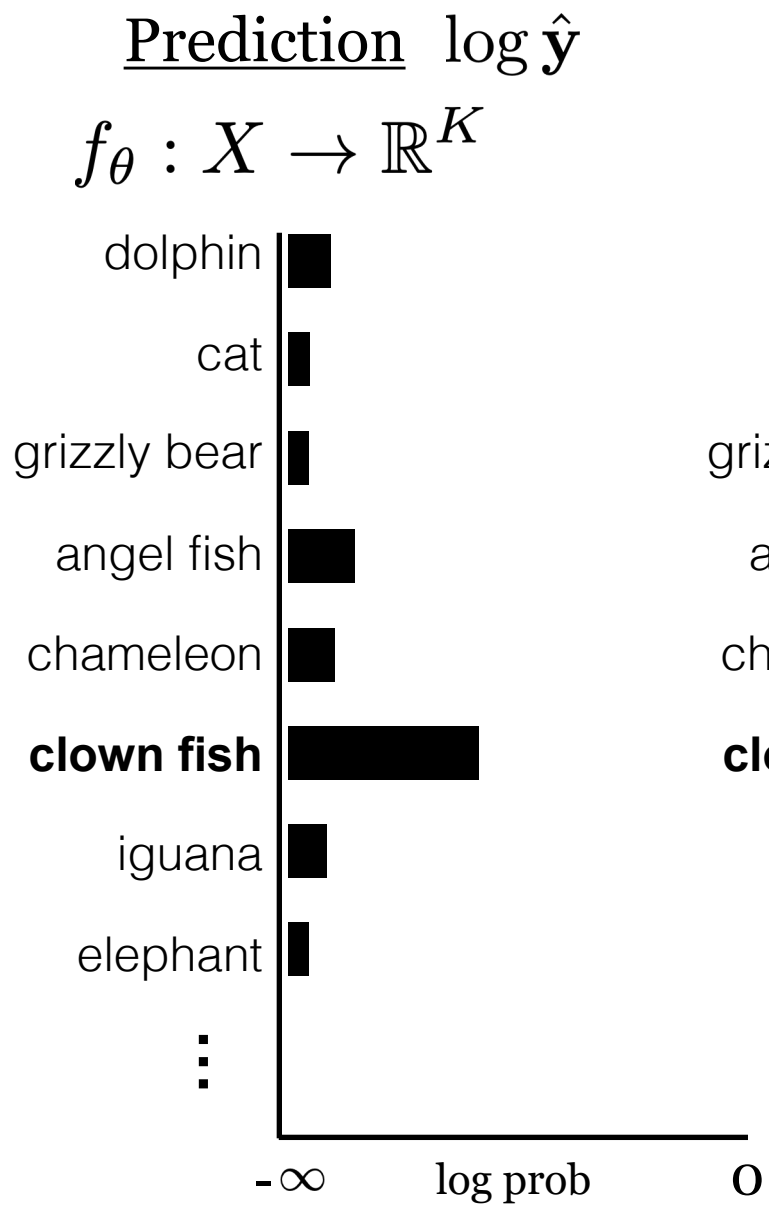 Prediction log ŷ
f_θ : X → ℝ^K
dolphin
cat
grizzly bear
angel fish
chameleon
clown fish
iguana
elephant
⋮
-∞ log prob 0